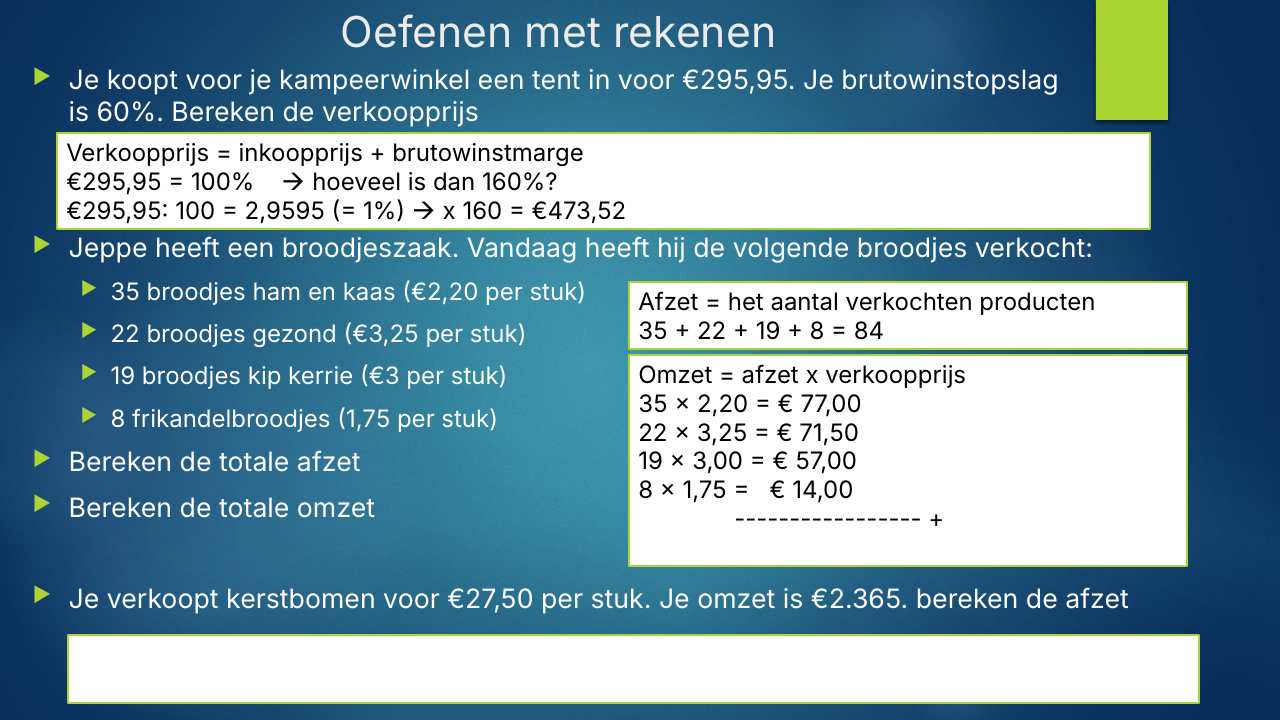 Oefenen met rekenen
Je koopt voor je kampeerwinkel een tent in voor €295,95. Je brutowinstopslag
is 60%. Bereken de verkoopprijs
Verkoopprijs = inkoopprijs + brutowinstmarge
€295,95 = 100% → hoeveel is dan 160%?
€295,95: 100 = 2,9595 (= 1%) → x 160 = €473,52
Jeppe heeft een broodjeszaak. Vandaag heeft hij de volgende broodjes verkocht:
35 broodjes ham en kaas (€2,20 per stuk)
22 broodjes gezond (€3,25 per stuk)
19 broodjes kip kerrie (€3 per stuk)
8 frikandelbroodjes (1,75 per stuk)
Afzet = het aantal verkochten producten
35 + 22 + 19 + 8 = 84
Omzet = afzet x verkoopprijs
35 × 2,20 = € 77,00
22 × 3,25 = € 71,50
19 × 3,00 = € 57,00
8 × 1,75 = € 14,00
----------------- +
Bereken de totale afzet
Bereken de totale omzet
Je verkoopt kerstbomen voor €27,50 per stuk. Je omzet is €2.365. bereken de afzet